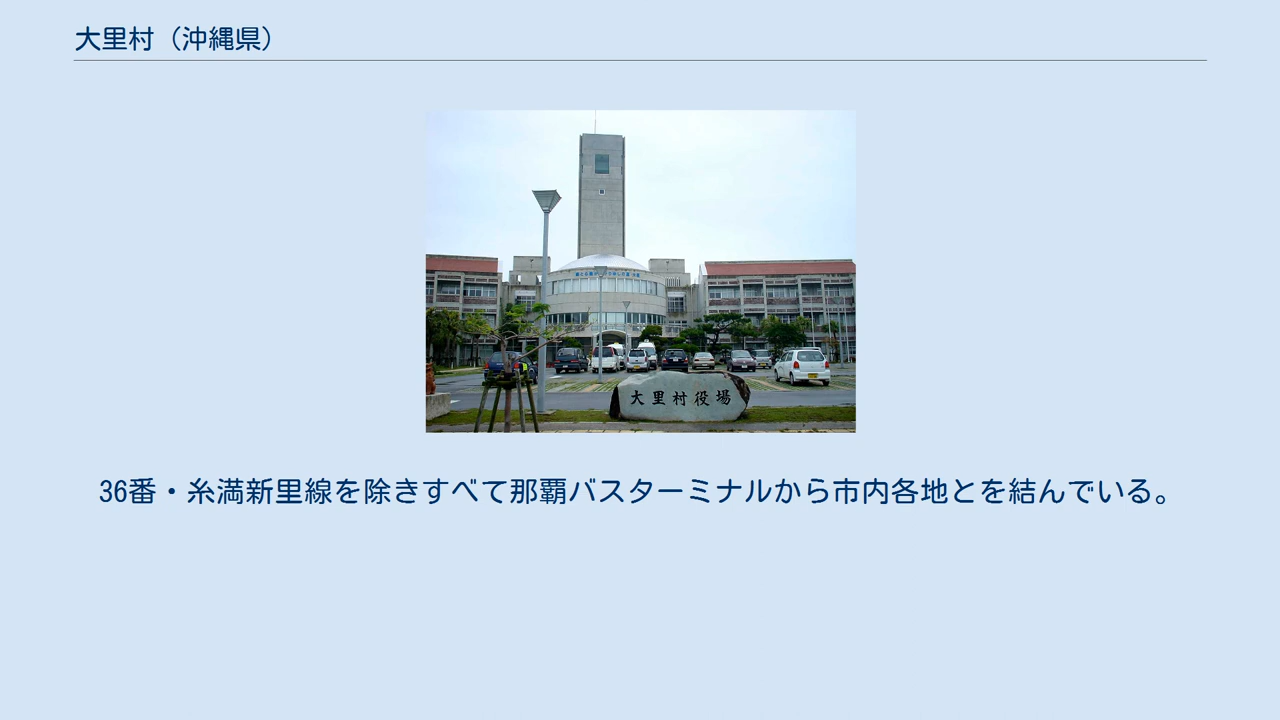 大里村（沖縄県）
大里村役場
36番・糸満新里線を除きすべて那覇バスターミナルから市内各地とを結んでいる。